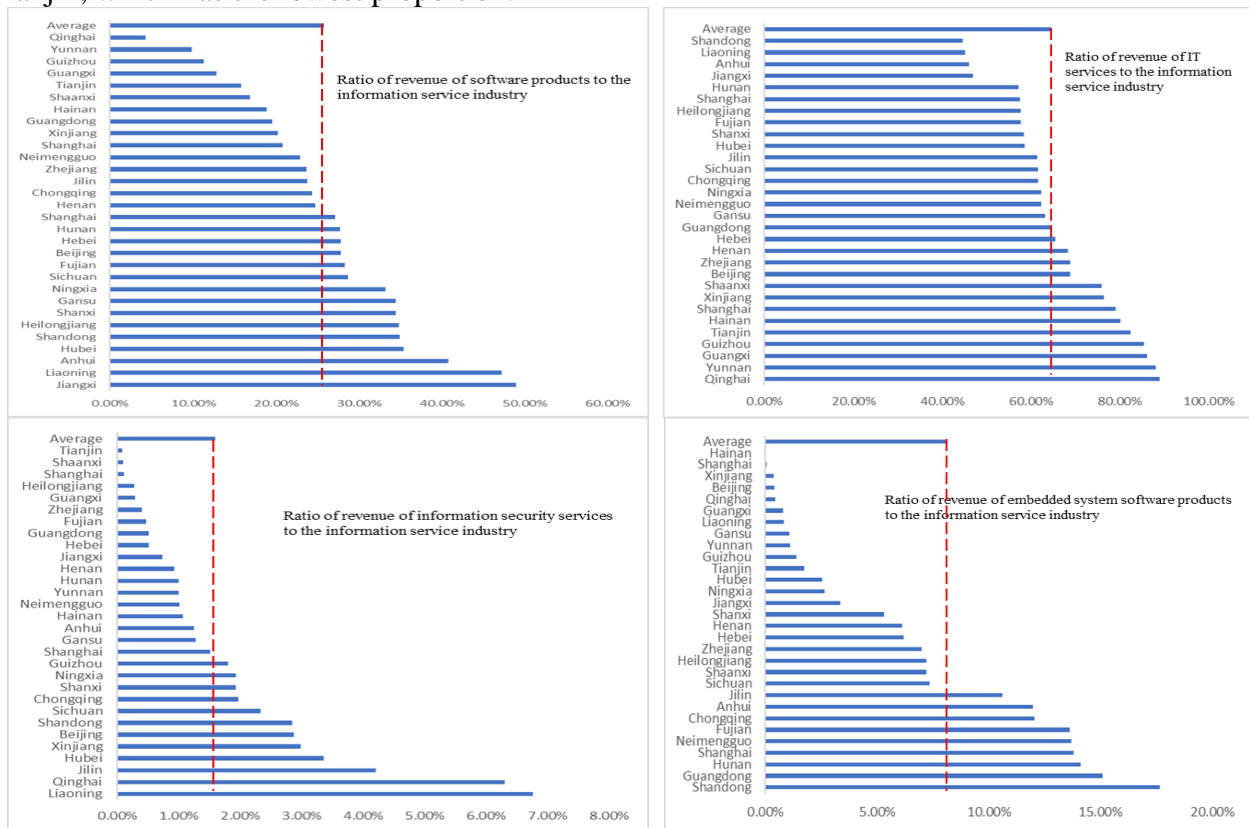 Average
Qinghai
Yunnan
Guizhou
Guangxi
Tianjin
Shaanxi
Hainan
Guangdong
Xinjiang
Shanghai
Neimengguo
Zhejiang
Jilin
Chongqing
Henan
Shanghai
Hunan
Hebei
Beijing
Fujian
Sichuan
Ningxia
Gansu
Shanxi
Heilongjiang
Shandong
Hubei
Anhui
Liaoning
Jiangxi
Ratio of revenue of software products to the
information service industry
0.00% 10.00% 20.00% 30.00% 40.00% 50.00% 60.00%
Average
Shandong
Liaoning
Anhui
Jiangxi
Hunan
Shanghai
Heilongjiang
Fujian
Shanxi
Hubei
Jilin
Sichuan
Chongqing
Ningxia
Neimengguo
Gansu
Guangdong
Hebei
Henan
Zhejiang
Beijing
Shaanxi
Xinjiang
Shanghai
Hainan
Tianjin
Guizhou
Guangxi
Yunnan
Qinghai
Ratio of revenue of IT
services to the information
service industry
0.00% 20.00% 40.00% 60.00% 80.00% 100.00%
Average
Tianjin
Shaanxi
Shanghai
Heilongjiang
Guangxi
Zhejiang
Fujian
Guangdong
Hebei
Jiangxi
Henan
Hunan
Yunnan
Neimengguo
Hainan
Anhui
Gansu
Shanghai
Guizhou
Ningxia
Shanxi
Chongqing
Sichuan
Shandong
Beijing
Xinjiang
Hubei
Jilin
Qinghai
Liaoning
Ratio of revenue of information security services
to the information service industry
0.00% 1.00% 2.00% 3.00% 4.00% 5.00% 6.00% 7.00% 8.00%
Average
Hainan
Shanghai
Xinjiang
Beijing
Qinghai
Guangxi
Liaoning
Gansu
Yunnan
Guizhou
Tianjin
Hubei
Ningxia
Jiangxi
Shanxi
Henan
Hebei
Zhejiang
Heilongjiang
Shaanxi
Sichuan
Jilin
Anhui
Chongqing
Fujian
Neimengguo
Shanghai
Hunan
Guangdong
Shandong
Ratio of revenue of embedded system software products
to the information service industry
0.00% 5.00% 10.00% 15.00% 20.00%